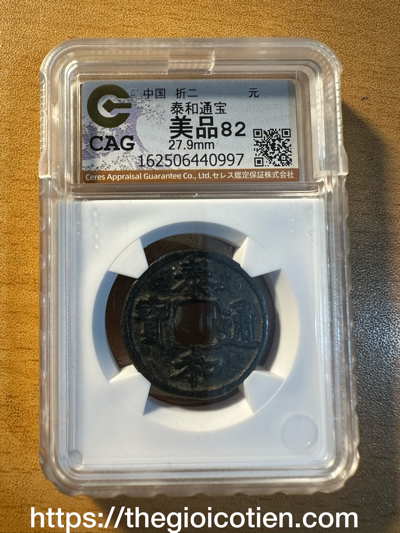 中国 折二 元
泰和通宝
美品82
27.9mm
162506440997
CAG
Ceres Appraisal Guarantee Co., Ltd.セレス鑑定保証株式会社
泰
寳 通
和
https://thegioicotien.com